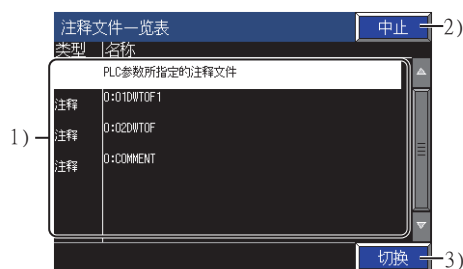 注释文件一览表 中止 2)
类型 名称
PLC参数所指定的注释文件
注释 0:01DWTOF1
注释 0:02DWTOF
注释 0:COMMENT
1)
切换 3)